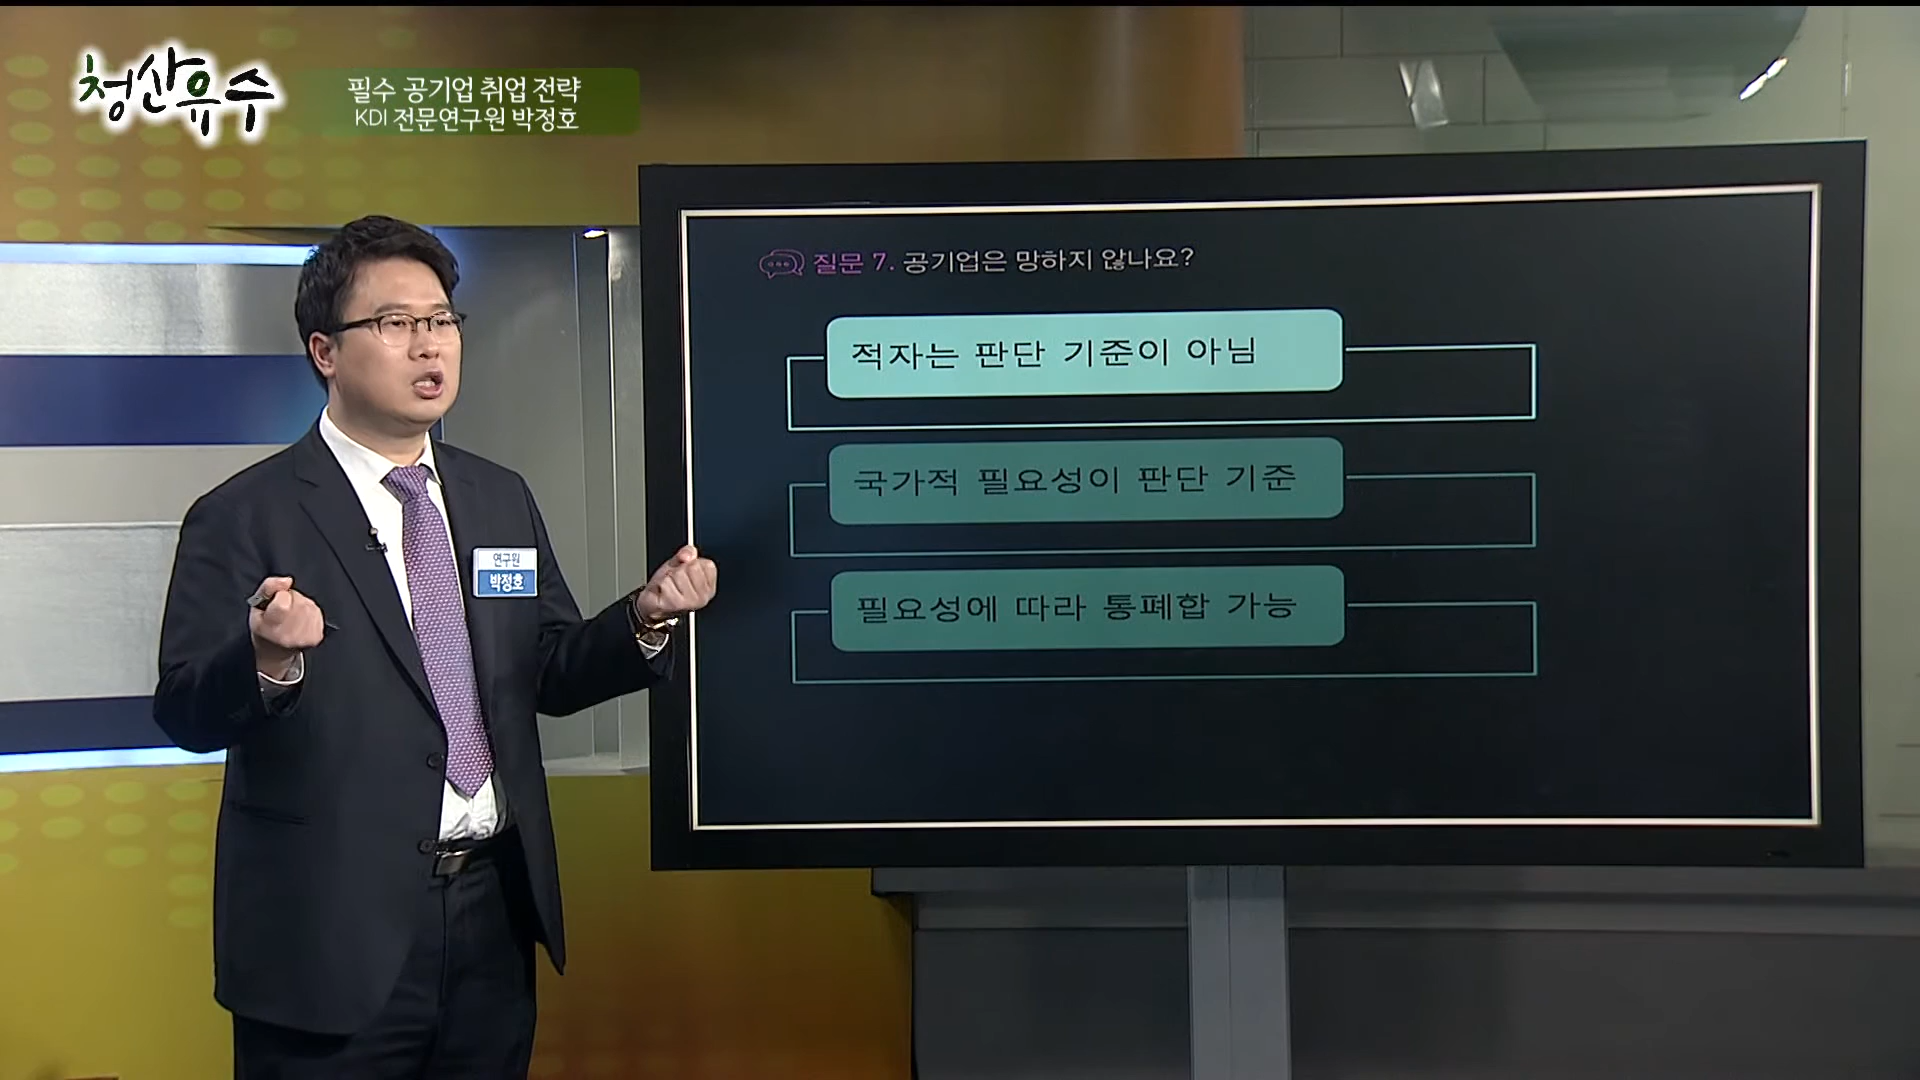 청산유수
필수 공기업 취업 전략
KDI 전문연구원 박정호
질문 7. 공기업은 망하지 않나요?
적자는 판단 기준이 아님
국가적 필요성이 판단 기준
필요성에 따라 통폐합 가능
연구원
박정호